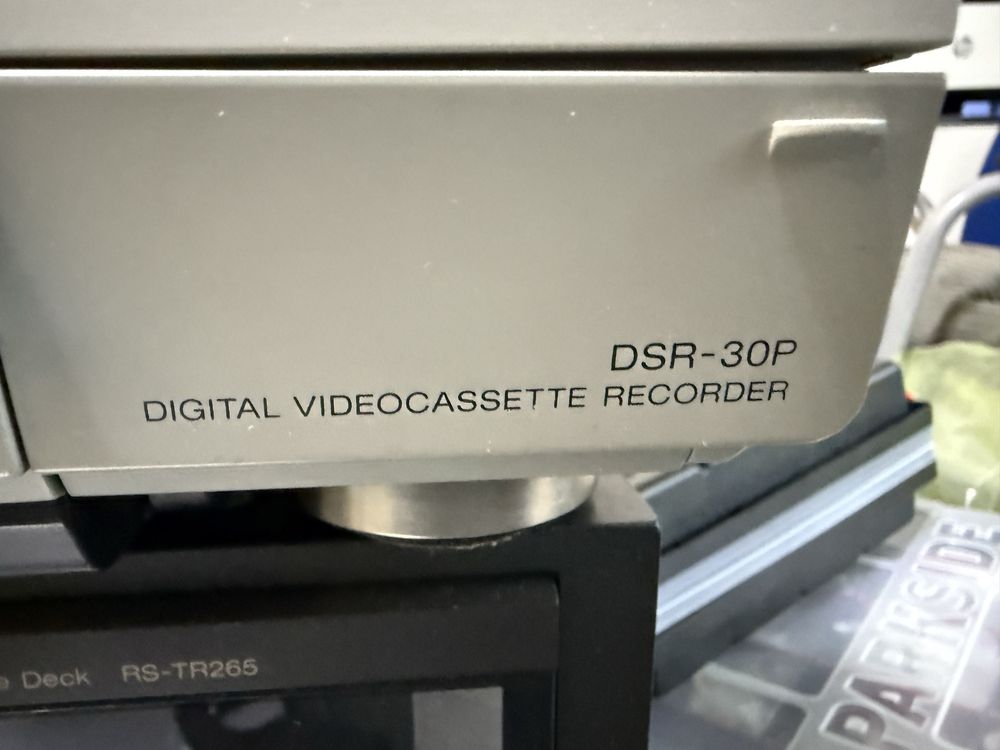 DSR-30P
DIGITAL VIDEOCASSETTE RECORDER
Deck RS-TR265
PARKSIDE